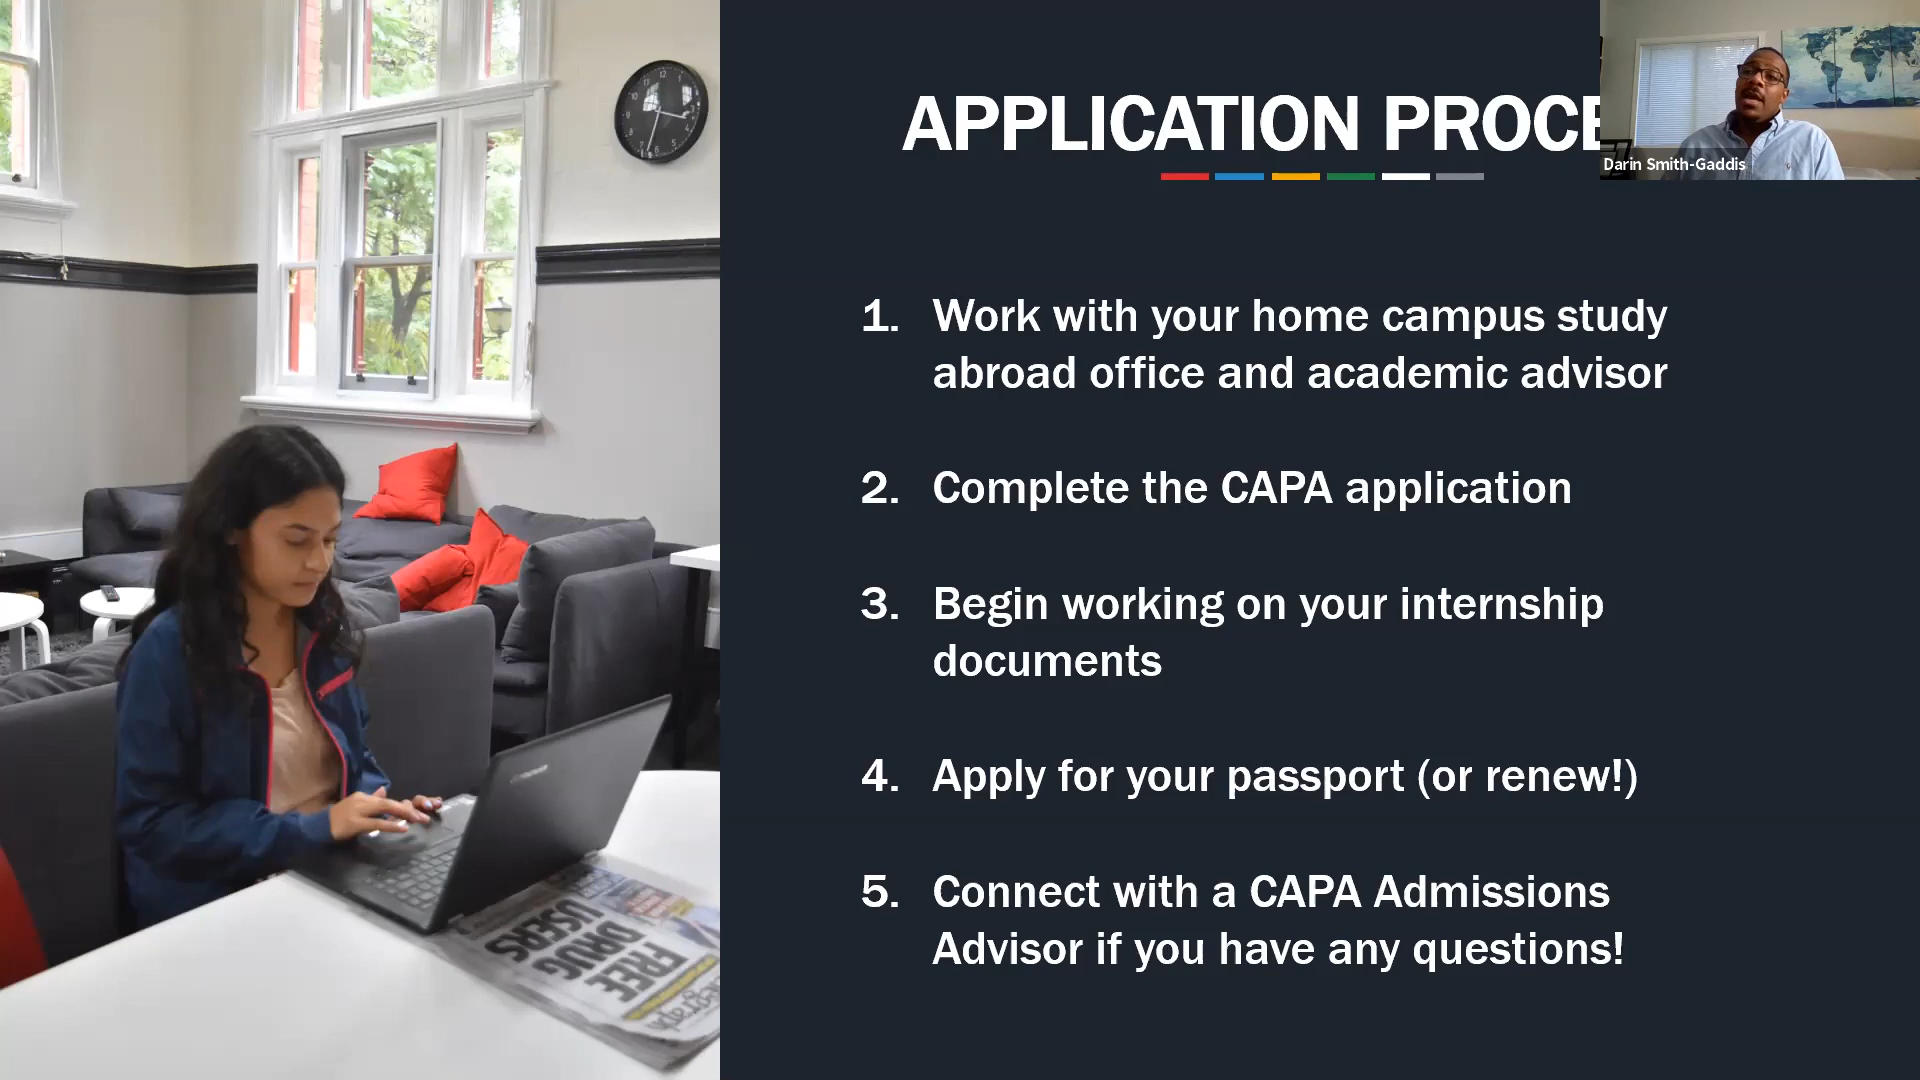 APPLICATION PROCE
Darin Smith-Gaddis
1. Work with your home campus study
abroad office and academic advisor
2. Complete the CAPA application
3. Begin working on your internship
documents
4. Apply for your passport (or renew!)
5. Connect with a CAPA Admissions
Advisor if you have any questions!
FREE
DRUG
USERS